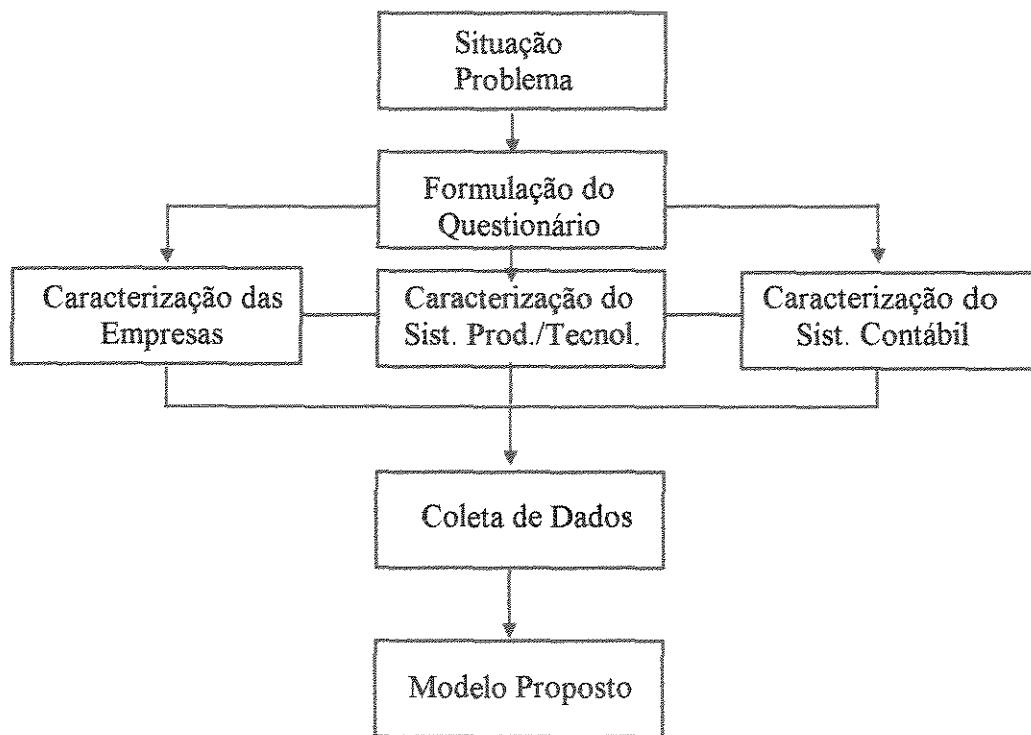 Situação
Problema
Formulação do
Questionário
Caracterização das
Empresas
Caracterização do
Sist. Prod./Tecnol.
Caracterização do
Sist. Contábil
Coleta de Dados
Modelo Proposto